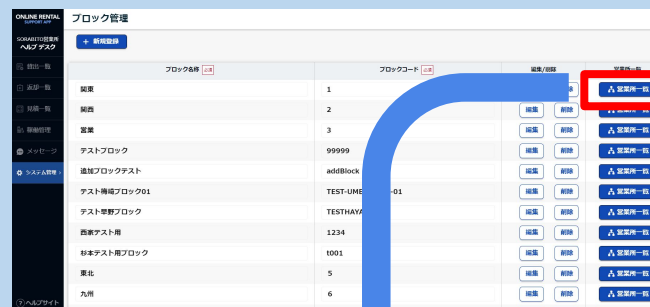 ONLINE RENTAL
SUPPORT APP
ブロック管理
SORABITO営業所
ヘルプ デスク
+ 新規登録
貸出一覧
返却一覧
見積一覧
稼働管理
メッセージ
システム管理
ヘルプサイト
ブロック名称 必須 ブロックコード 必須 編集/削除 営業所一覧
関東 1 営業所一覧
関西 2 編集 削除 営業所一覧
営業 3 編集 削除 営業所一覧
テストブロック 99999 編集 削除 営業所一覧
追加ブロックテスト addBlock 編集 削除 営業所一覧
テスト梅崎ブロック01 TEST-UME -01 編集 削除 営業所一覧
テスト早野ブロック TESTHAYA 編集 削除 営業所一覧
西家テスト用 1234 編集 削除 営業所一覧
杉本テスト用ブロック t001 編集 削除 営業所一覧
東北 5 編集 削除 営業所一覧
九州 6 編集 削除 営業所一覧